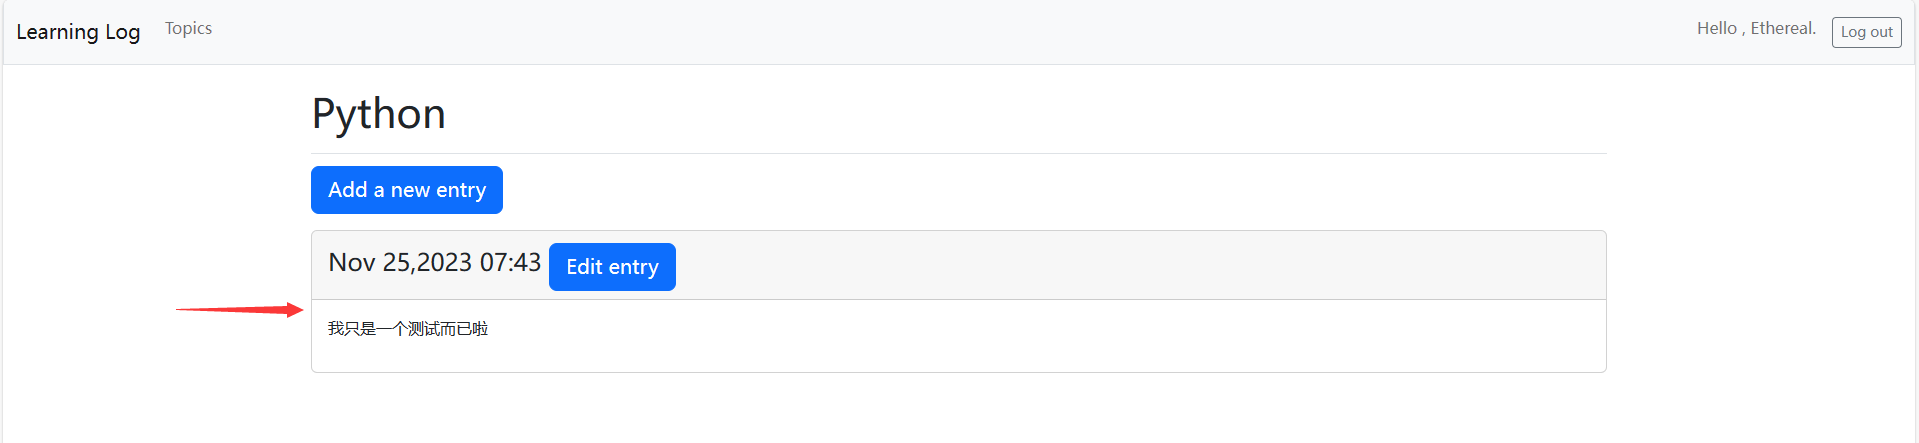 Learning Log Topics Hello , Ethereal. Log out
Python
Add a new entry
Nov 25,2023 07:43 Edit entry
我只是一个测试而已啦